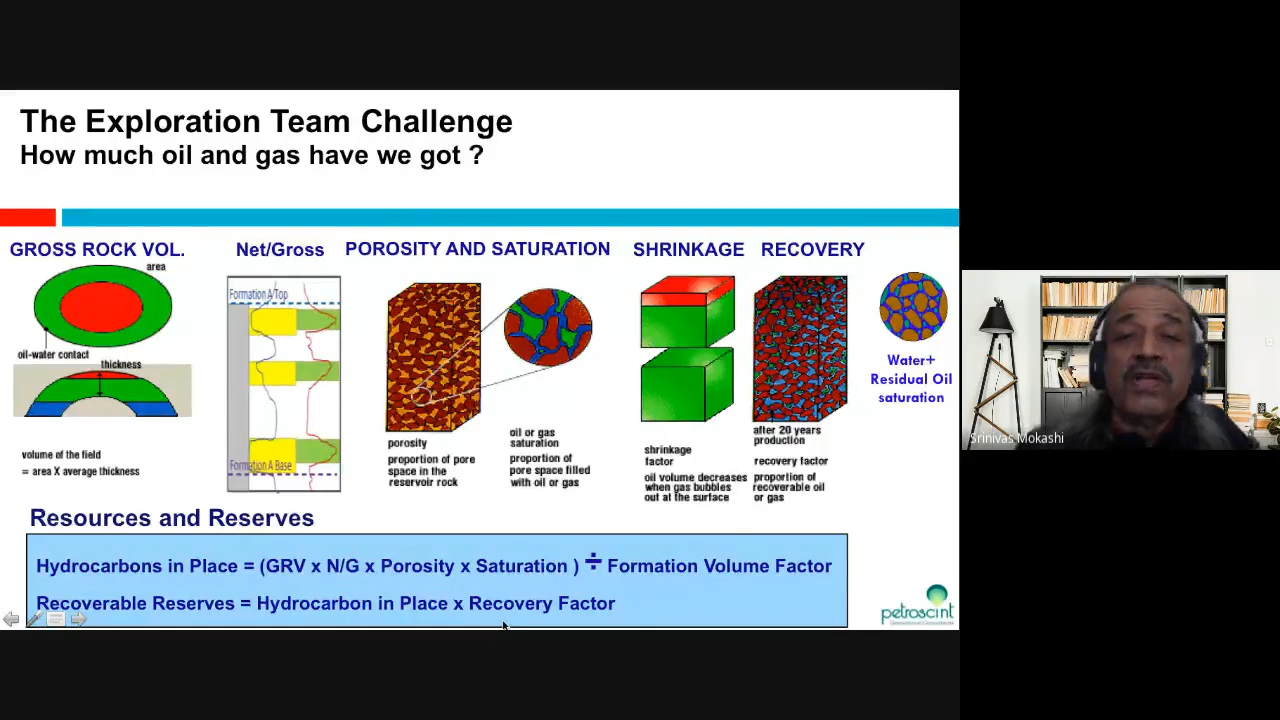 The Exploration Team Challenge
How much oil and gas have we got ?
GROSS ROCK VOL.
area
oil-water contact
thickness
volume of the field
= area X average thickness
Net/Gross
Formation A Top
Formation A Base
POROSITY AND SATURATION
porosity
proportion of pore
space in the
reservoir rock
oil or gas
saturation
proportion of
pore space filled
with oil or gas
SHRINKAGE
shrinkage
factor
oil volume decreases
when gas bubbles
out at the surface
RECOVERY
after 20 years
production
recovery factor
proportion of
recoverable oil
or gas
Water+
Residual Oil
saturation
Resources and Reserves
Hydrocarbons in Place = (GRV x N/G x Porosity x Saturation ) ÷ Formation Volume Factor
Recoverable Reserves = Hydrocarbon in Place x Recovery Factor
petroscint
Srinivas Mokashi